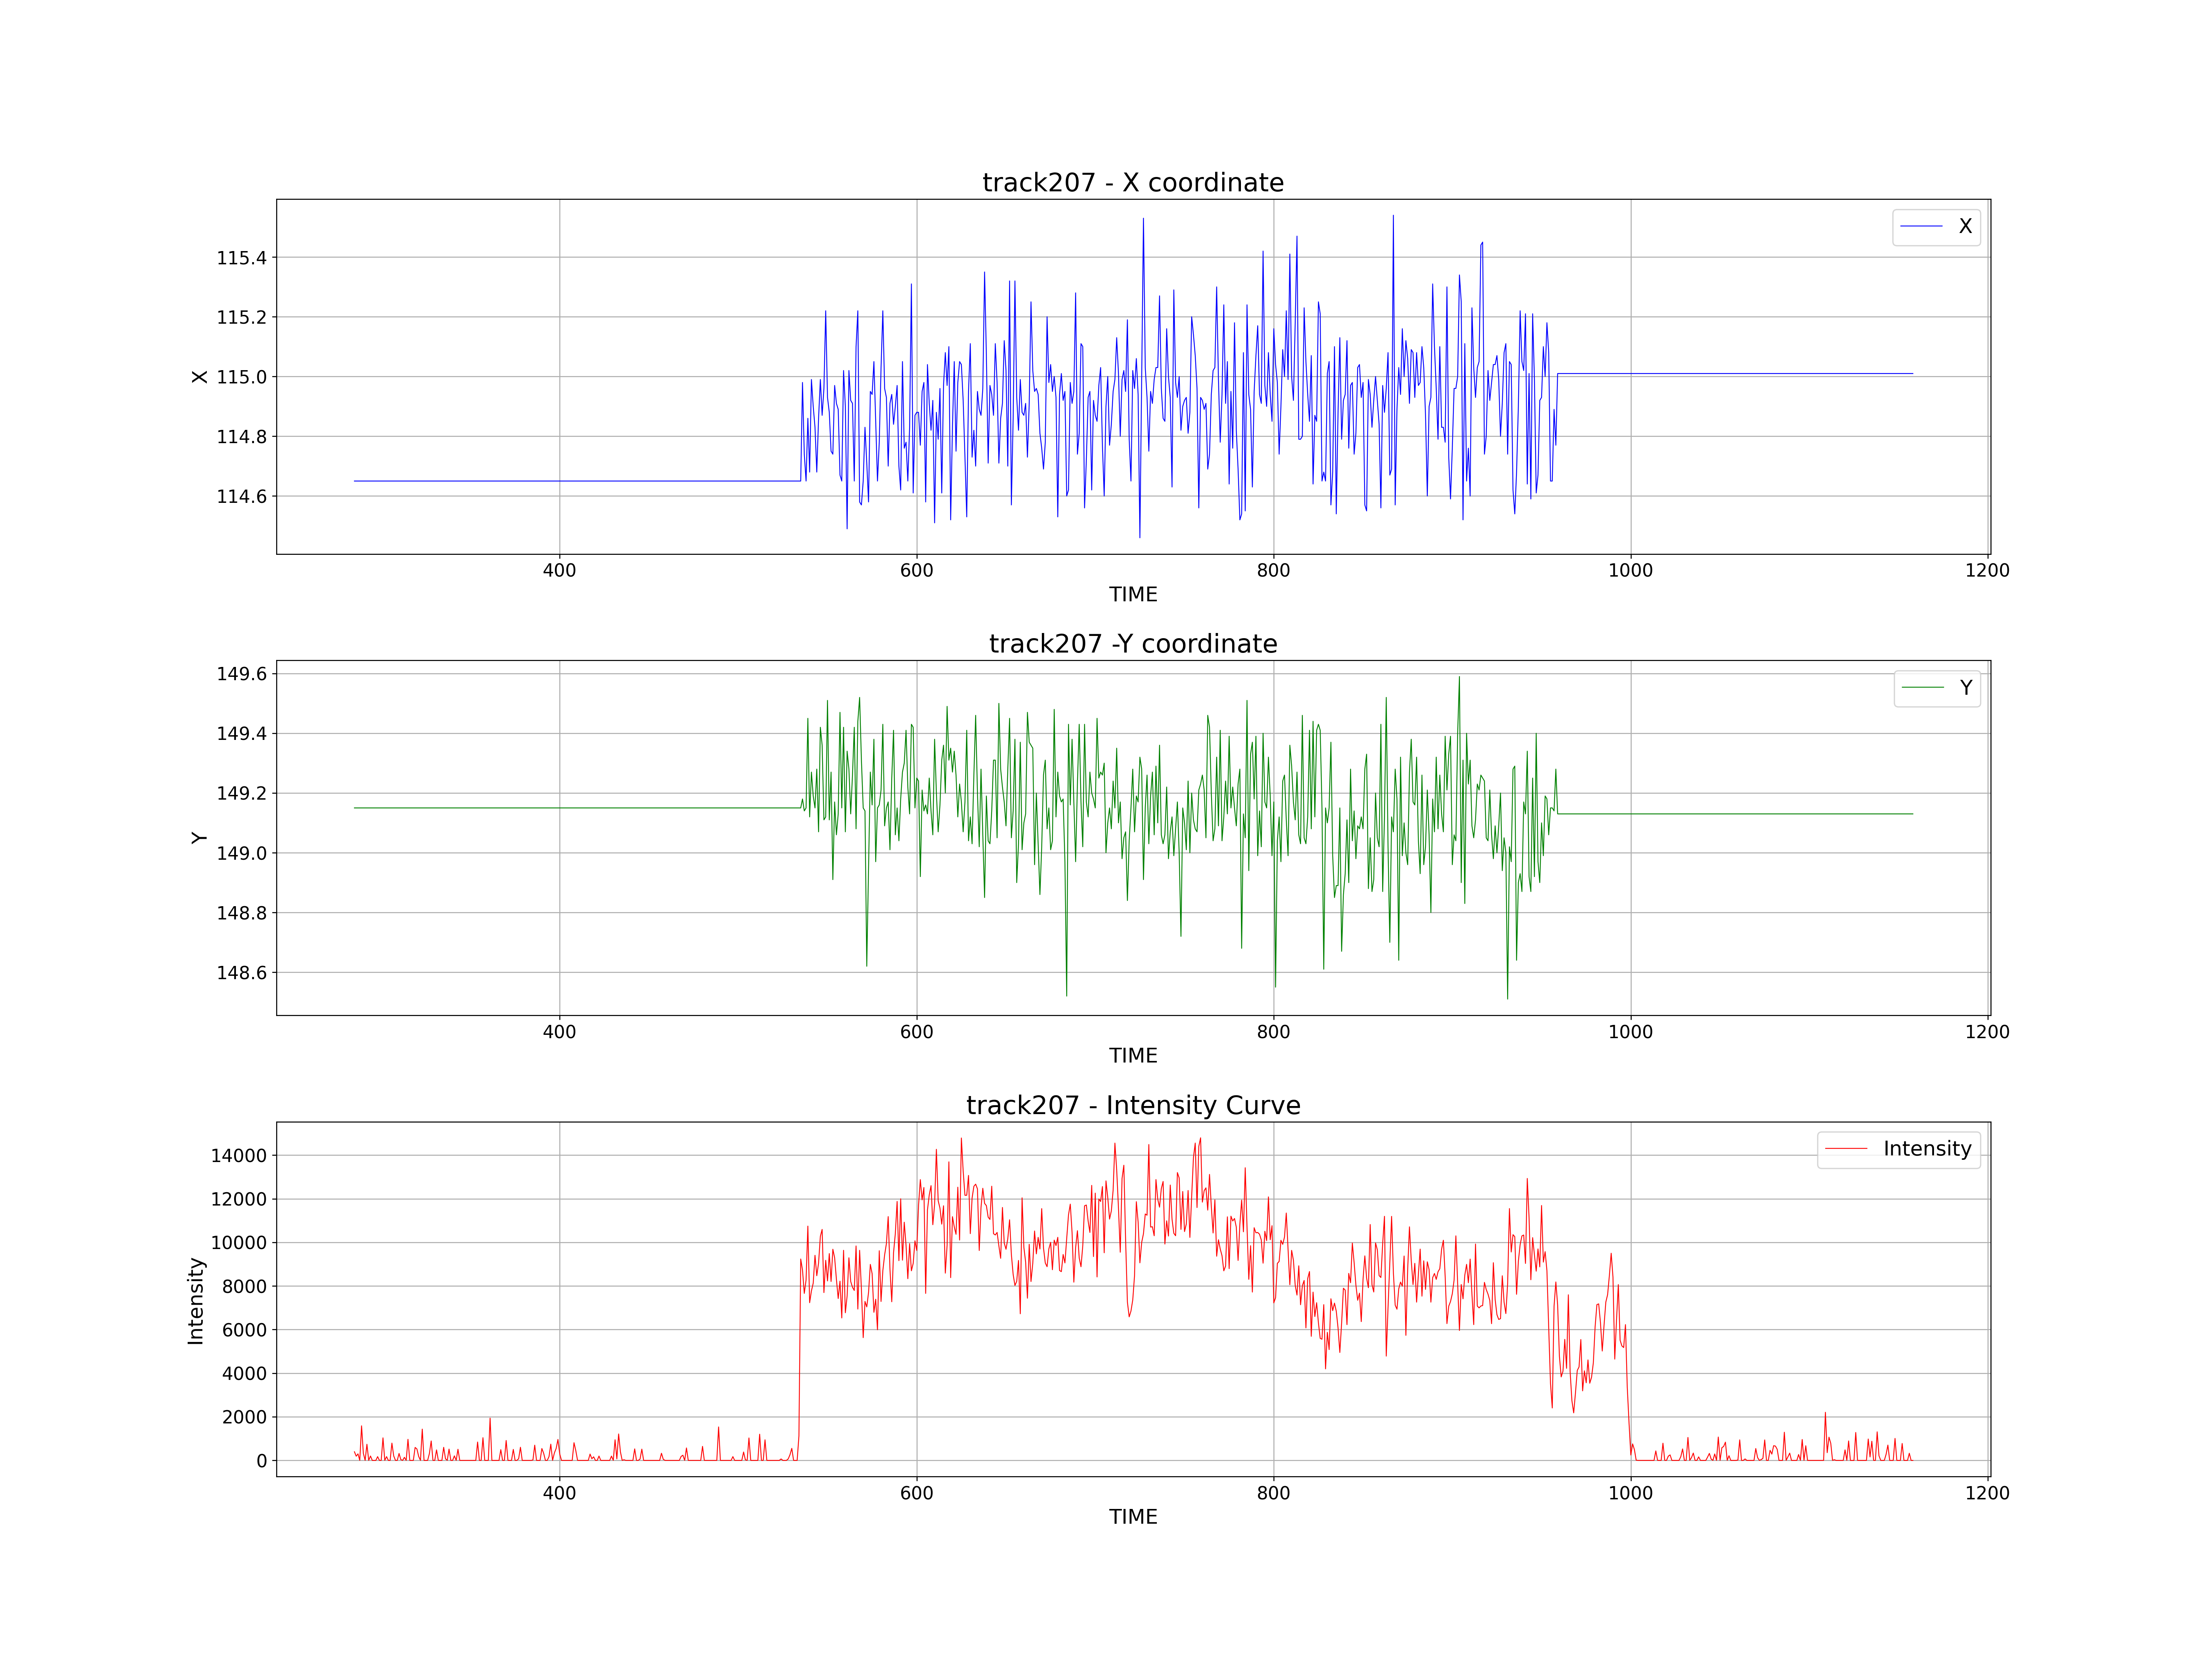 track207 - X coordinate
X
115.4
115.2
115.0
114.8
114.6
X
400 600 800 1000 1200
TIME
track207 -Y coordinate
Y
149.6
149.4
149.2
149.0
148.8
148.6
Y
400 600 800 1000 1200
TIME
track207 - Intensity Curve
Intensity
14000
12000
10000
8000
6000
4000
2000
0
Intensity
400 600 800 1000 1200
TIME